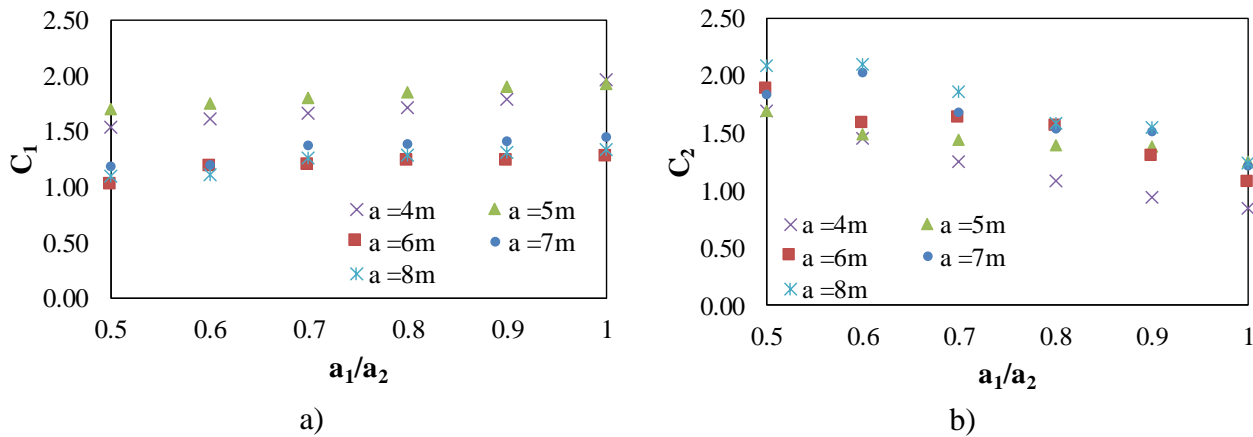 2.50
2.00
1.50
1.00
0.50
0.00
C₁
a =4m
a =5m
a =6m
a =7m
a =8m
0.5 0.6 0.7 0.8 0.9 1
a₁/a₂
a)
2.50
2.00
1.50
1.00
0.50
0.00
C₂
a =4m
a =5m
a =6m
a =7m
a =8m
0.5 0.6 0.7 0.8 0.9 1
a₁/a₂
b)